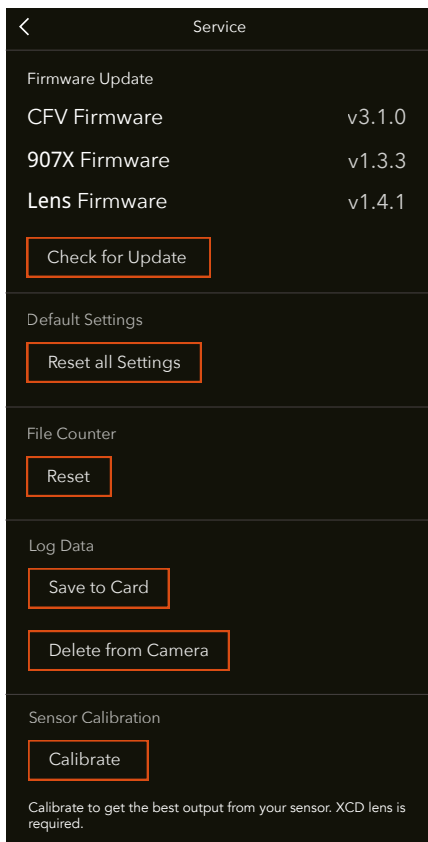 Service
Firmware Update
CFV Firmware v3.1.0
907X Firmware v1.3.3
Lens Firmware v1.4.1
Check for Update
Default Settings
Reset all Settings
File Counter
Reset
Log Data
Save to Card
Delete from Camera
Sensor Calibration
Calibrate
Calibrate to get the best output from your sensor. XCD lens is
required.